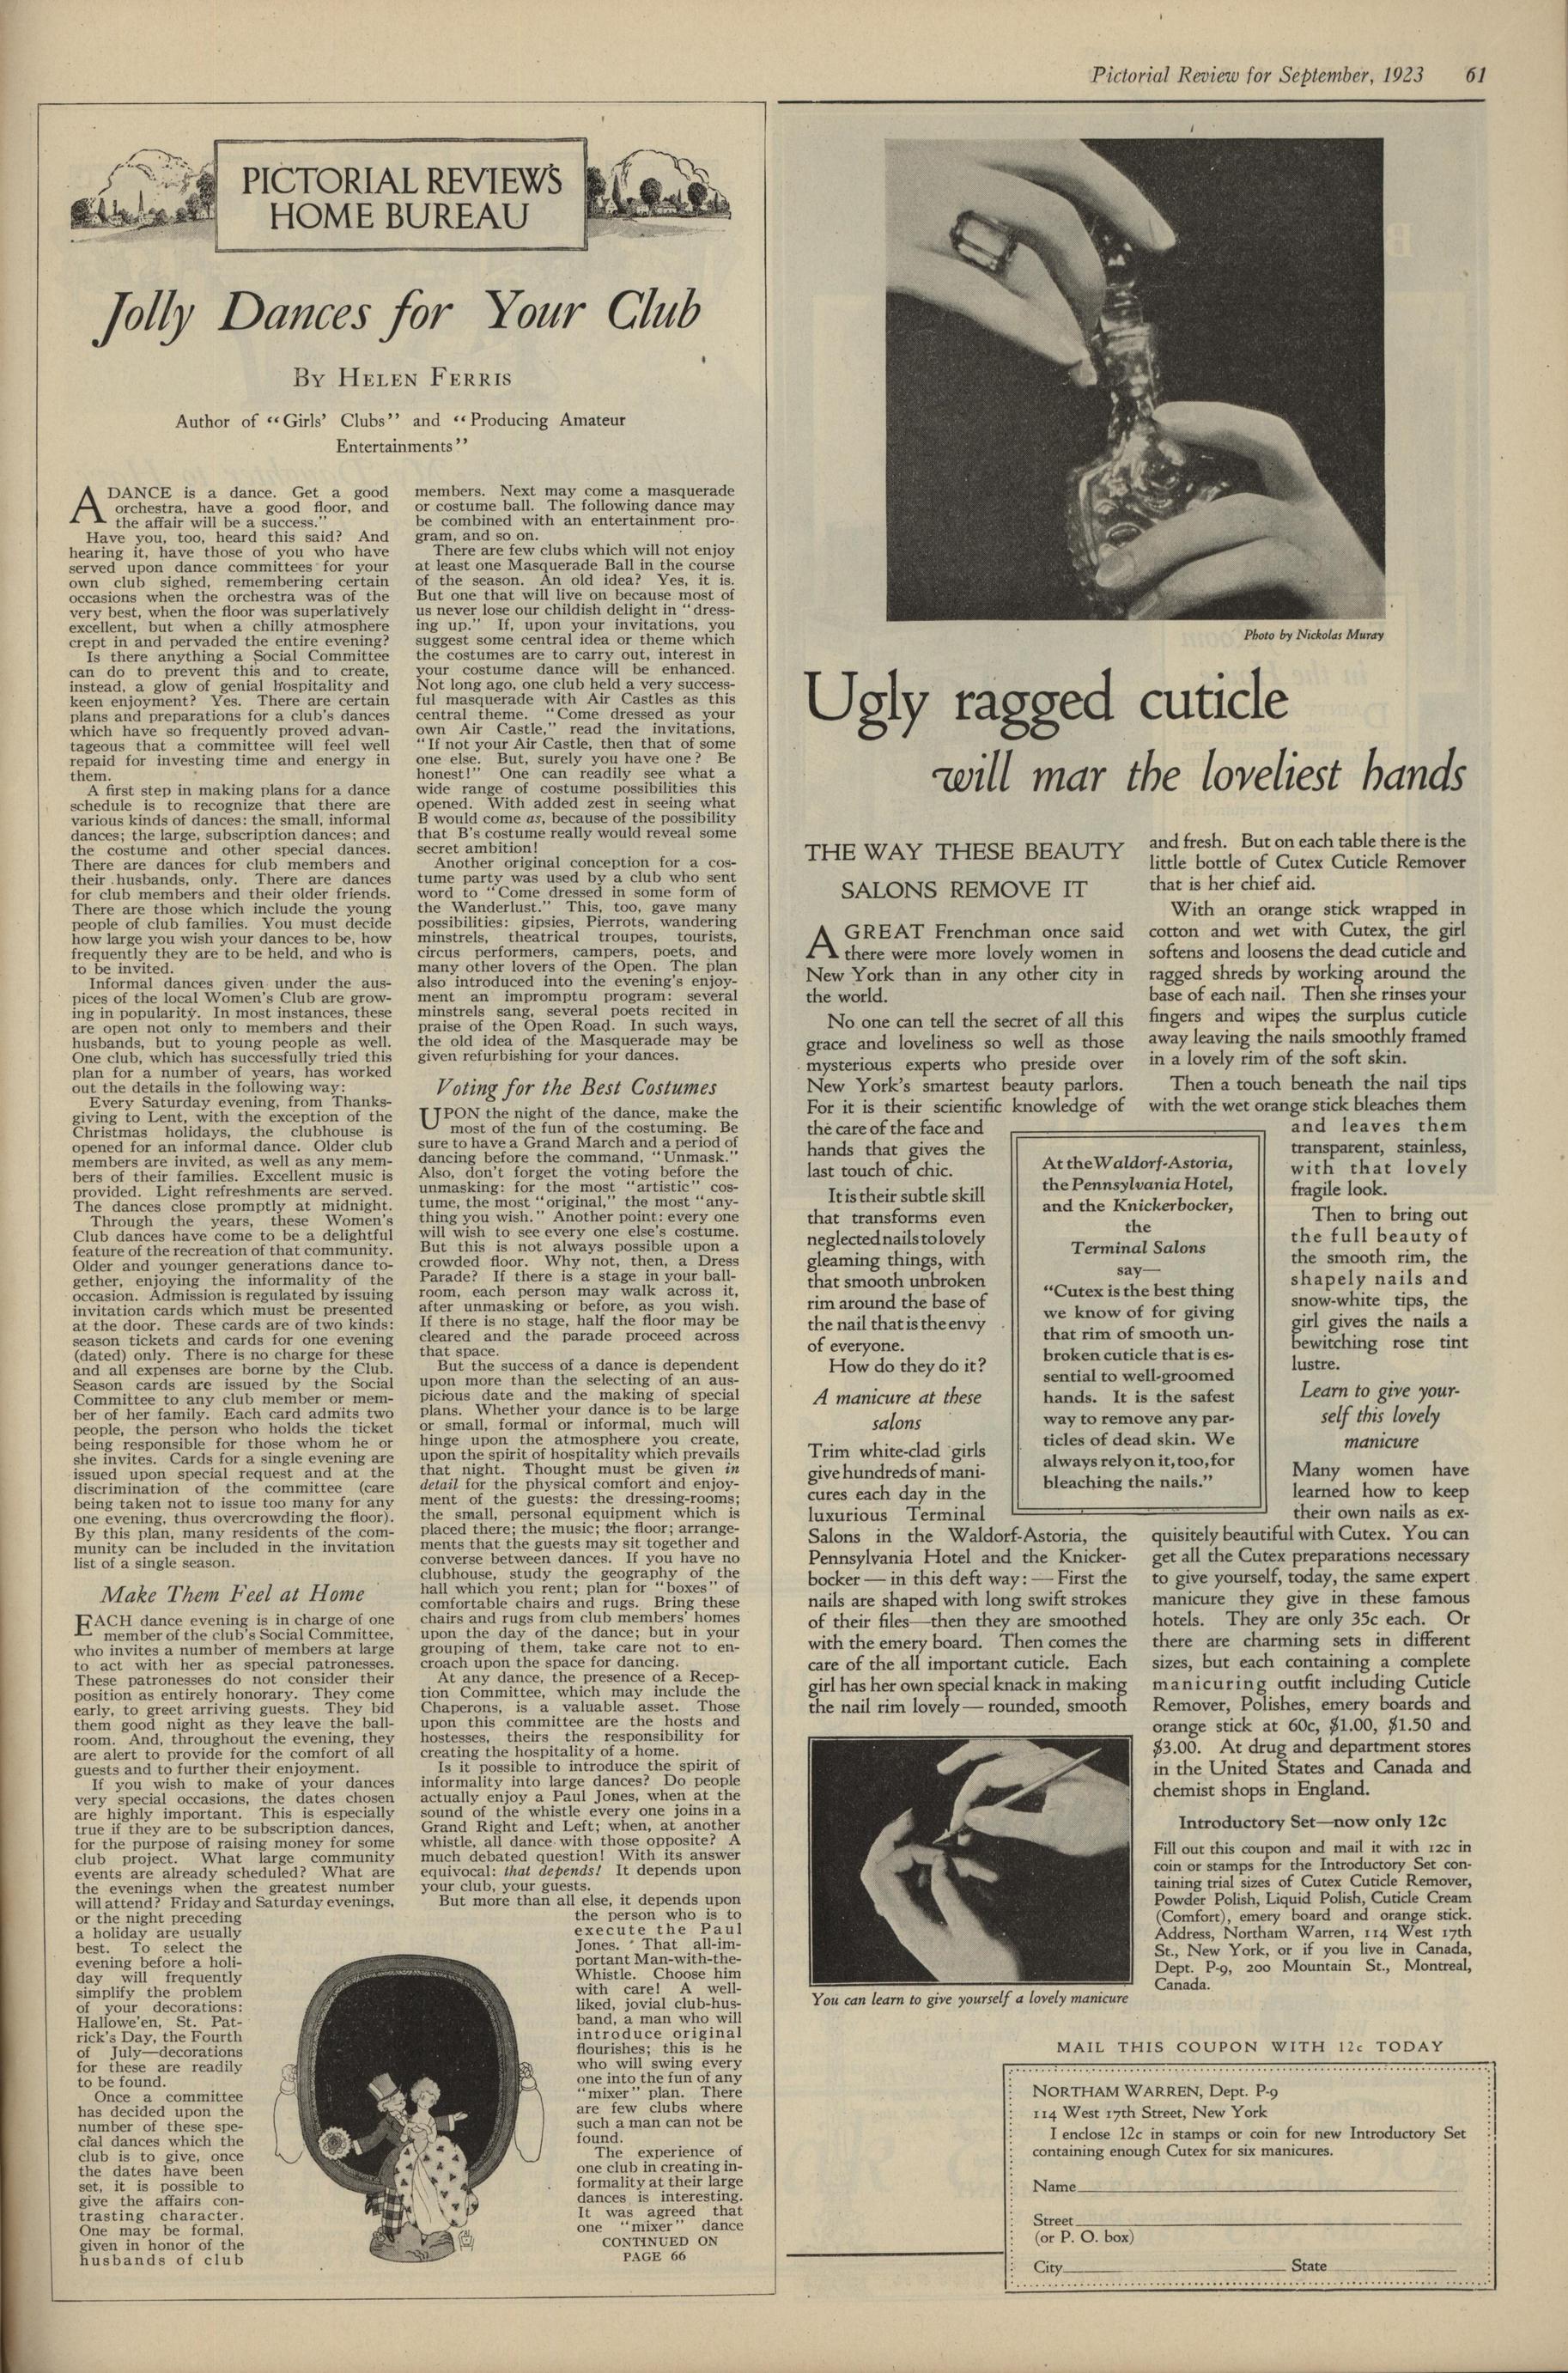 Pictorial Review for September, 1923 61
PICTORIAL REVIEW'S
HOME BUREAU
Jolly Dances for Your Club
BY HELEN FERRIS
Author of "Girls' Clubs" and "Producing Amateur
Entertainments"
A DANCE is a dance. Get a good
orchestra, have a good floor, and
the affair will be a success."
Have you, too, heard this said? And
hearing it, have those of you who have
served upon dance committees for your
own club sighed, remembering certain
occasions when the orchestra was of the
very best, when the floor was superlatively
excellent, but when a chilly atmosphere
crept in and pervaded the entire evening?
Is there anything a Social Committee
can do to prevent this and to create,
instead, a glow of genial hospitality and
keen enjoyment? Yes. There are certain
plans and preparations for a club's dances
which have so frequently proved advan-
tageous that a committee will feel well
repaid for investing time and energy in
them.
A first step in making plans for a dance
schedule is to recognize that there are
various kinds of dances: the small, informal
dances; the large, subscription dances; and
the costume and other special dances.
There are dances for club members and
their husbands, only. There are dances
for club members and their older friends.
There are those which include the young
people of club families. You must decide
how large you wish your dances to be, how
frequently they are to be held, and who is
to be invited.
Informal dances given under the aus-
pices of the local Women's Club are grow-
ing in popularity. In most instances, these
are open not only to members and their
husbands, but to young people as well.
One club, which has successfully tried this
plan for a number of years, has worked
out the details in the following way:
Every Saturday evening, from Thanks-
giving to Lent, with the exception of the
Christmas holidays, the clubhouse is
opened for an informal dance. Older club
members are invited, as well as any mem-
bers of their families. Excellent music is
provided. Light refreshments are served.
The dances close promptly at midnight.
Through the years, these Women's
Club dances have come to be a delightful
feature of the recreation of that community.
Older and younger generations dance to-
gether, enjoying the informality of the
occasion. Admission is regulated by issuing
invitation cards which must be presented
at the door. These cards are of two kinds:
season tickets and cards for one evening
(dated) only. There is no charge for these
and all expenses are borne by the Club.
Season cards are issued by the Social
Committee to any club member or mem-
ber of her family. Each card admits two
people, the person who holds the ticket
being responsible for those whom he or
she invites. Cards for a single evening are
issued upon special request and at the
discrimination of the committee (care
being taken not to issue too many for any
one evening, thus overcrowding the floor).
By this plan, many residents of the com-
munity can be included in the invitation
list of a single season.
Make Them Feel at Home
EACH dance evening is in charge of one
member of the club's Social Committee,
who invites a number of members at large
to act with her as special patronesses.
These patronesses do not consider their
position as entirely honorary. They come
early, to greet arriving guests. They bid
them good night as they leave the ball-
room. And, throughout the evening, they
are alert to provide for the comfort of all
guests and to further their enjoyment.
If you wish to make of your dances
very special occasions, the dates chosen
are highly important. This is especially
true if they are to be subscription dances,
for the purpose of raising money for some
club project. What large community
events are already scheduled? What are
the evenings when the greatest number
will attend? Friday and Saturday evenings,
or the night preceding
a holiday are usually
best. To select the
evening before a holi-
day will frequently
simplify the problem
of your decorations:
Hallowe'en, St. Pat-
rick's Day, the Fourth
of July—decorations
for these are readily
to be found.
Once a committee
has decided upon the
number of these spe-
cial dances which the
club is to give, once
the dates have been
set, it is possible to
give the affairs con-
trasting character.
One may be formal,
given in honor of the
husbands of club
members. Next may come a masquerade
or costume ball. The following dance may
be combined with an entertainment pro-
gram, and so on.
There are few clubs which will not enjoy
at least one Masquerade Ball in the course
of the season. An old idea? Yes, it is.
But one that will live on because most of
us never lose our childish delight in "dress-
ing up." If, upon your invitations, you
suggest some central idea or theme which
the costumes are to carry out, interest in
your costume dance will be enhanced.
Not long ago, one club held a very success-
ful masquerade with Air Castles as this
central theme. "Come dressed as your
own Air Castle," read the invitations,
"If not your Air Castle, then that of some
one else. But, surely you have one? Be
honest!" One can readily see what a
wide range of costume possibilities this
opened. With added zest in seeing what
B would come as, because of the possibility
that B's costume really would reveal some
secret ambition!
Another original conception for a cos-
tume party was used by a club who sent
word to "Come dressed in some form of
the Wanderlust." This, too, gave many
possibilities: gipsies, Pierrots, wandering
minstrels, theatrical troupes, tourists,
circus performers, campers, poets, and
many other lovers of the Open. The plan
also introduced into the evening's enjoy-
ment an impromptu program: several
minstrels sang, several poets recited in
praise of the Open Road. In such ways,
the old idea of the Masquerade may be
given refurbishing for your dances.
Voting for the Best Costumes
UPON the night of the dance, make the
most of the fun of the costuming. Be
sure to have a Grand March and a period of
dancing before the command, "Unmask."
Also, don't forget the voting before the
unmasking: for the most "artistic" cos-
tume, the most "original," the most "any-
thing you wish." Another point: every one
will wish to see every one else's costume.
But this is not always possible upon a
crowded floor. Why not, then, a Dress
Parade? If there is a stage in your ball-
room, each person may walk across it,
after unmasking or before, as you wish.
If there is no stage, half the floor may be
cleared and the parade proceed across
that space.
But the success of a dance is dependent
upon more than the selecting of an aus-
picious date and the making of special
plans. Whether your dance is to be large
or small, formal or informal, much will
hinge upon the atmosphere you create,
upon the spirit of hospitality which prevails
that night. Thought must be given in
detail for the physical comfort and enjoy-
ment of the guests: the dressing-rooms;
the small, personal equipment which is
placed there; the music; the floor; arrange-
ments that the guests may sit together and
converse between dances. If you have no
clubhouse, study the geography of the
hall which you rent; plan for "boxes" of
comfortable chairs and rugs. Bring these
chairs and rugs from club members' homes
upon the day of the dance; but in your
grouping of them, take care not to en-
croach upon the space for dancing.
At any dance, the presence of a Recep-
tion Committee, which may include the
Chaperons, is a valuable asset. Those
upon this committee are the hosts and
hostesses, theirs the responsibility for
creating the hospitality of a home.
Is it possible to introduce the spirit of
informality into large dances? Do people
actually enjoy a Paul Jones, when at the
sound of the whistle every one joins in a
Grand Right and Left; when, at another
whistle, all dance with those opposite? A
much debated question! With its answer
equivocal: that depends! It depends upon
your club, your guests.
But more than all else, it depends upon
the person who is to
execute the Paul
Jones. That all-im-
portant Man-with-the-
Whistle. Choose him
with care! A well-
liked, jovial club-hus-
band, a man who will
introduce original
flourishes; this is he
who will swing every
one into the fun of any
"mixer" plan. There
are few clubs where
such a man can not be
found.
The experience of
one club in creating in-
formality at their large
dances is interesting.
It was agreed that
one "mixer" dance
CONTINUED ON
PAGE 66
Photo by Nickolas Muray
Ugly ragged cuticle
will mar the loveliest hands
THE WAY THESE BEAUTY
SALONS REMOVE IT
A GREAT Frenchman once said
there were more lovely women in
New York than in any other city in
the world.
No one can tell the secret of all this
grace and loveliness so well as those
mysterious experts who preside over
New York's smartest beauty parlors.
For it is their scientific knowledge of
the care of the face and
hands that gives the
last touch of chic.
It is their subtle skill
that transforms even
neglected nails to lovely
gleaming things, with
that smooth unbroken
rim around the base of
the nail that is the envy
of everyone.
How do they do it?
A manicure at these
salons
Trim white-clad girls
give hundreds of mani-
cures each day in the
luxurious Terminal
Salons in the Waldorf-Astoria, the
Pennsylvania Hotel and the Knicker-
bocker — in this deft way: — First the
nails are shaped with long swift strokes
of their files—then they are smoothed
with the emery board. Then comes the
care of the all important cuticle. Each
girl has her own special knack in making
the nail rim lovely— rounded, smooth
You can learn to give yourself a lovely manicure
At the Waldorf-Astoria,
the Pennsylvania Hotel,
and the Knickerbocker,
the
Terminal Salons
say—
"Cutex is the best thing
we know of for giving
that rim of smooth un-
broken cuticle that is es-
sential to well-groomed
hands. It is the safest
way to remove any par-
ticles of dead skin. We
always rely on it, too, for
bleaching the nails."
and fresh. But on each table there is the
little bottle of Cutex Cuticle Remover
that is her chief aid.
With an orange stick wrapped in
cotton and wet with Cutex, the girl
softens and loosens the dead cuticle and
ragged shreds by working around the
base of each nail. Then she rinses your
fingers and wipes the surplus cuticle
away leaving the nails smoothly framed
in a lovely rim of the soft skin.
Then a touch beneath the nail tips
with the wet orange stick bleaches them
and leaves them
transparent, stainless,
with that lovely
fragile look.
Then to bring out
the full beauty of
the smooth rim, the
shapely nails and
snow-white tips, the
girl gives the nails a
bewitching rose tint
lustre.
Learn to give your-
self this lovely
manicure
Many women have
learned how to keep
their own nails as ex-
quisitely beautiful with Cutex. You can
get all the Cutex preparations necessary
to give yourself, today, the same expert
manicure they give in these famous
hotels. They are only 35c each. Or
there are charming sets in different
sizes, but each containing a complete
manicuring outfit including Cuticle
Remover, Polishes, emery boards and
orange stick at 60c, $1.00, $1.50 and
$3.00. At drug and department stores
in the United States and Canada and
chemist shops in England.
Introductory Set—now only 12c
Fill out this coupon and mail it with 12c in
coin or stamps for the Introductory Set con-
taining trial sizes of Cutex Cuticle Remover,
Powder Polish, Liquid Polish, Cuticle Cream
(Comfort), emery board and orange stick.
Address, Northam Warren, 114 West 17th
St., New York, or if you live in Canada,
Dept. P-9, 200 Mountain St., Montreal,
Canada.
MAIL THIS COUPON WITH 12c TODAY
NORTHAM WARREN, Dept. P-9
114 West 17th Street, New York
I enclose 12c in stamps or coin for new Introductory Set
containing enough Cutex for six manicures.
Name
Street
(or P. O. box)
City State